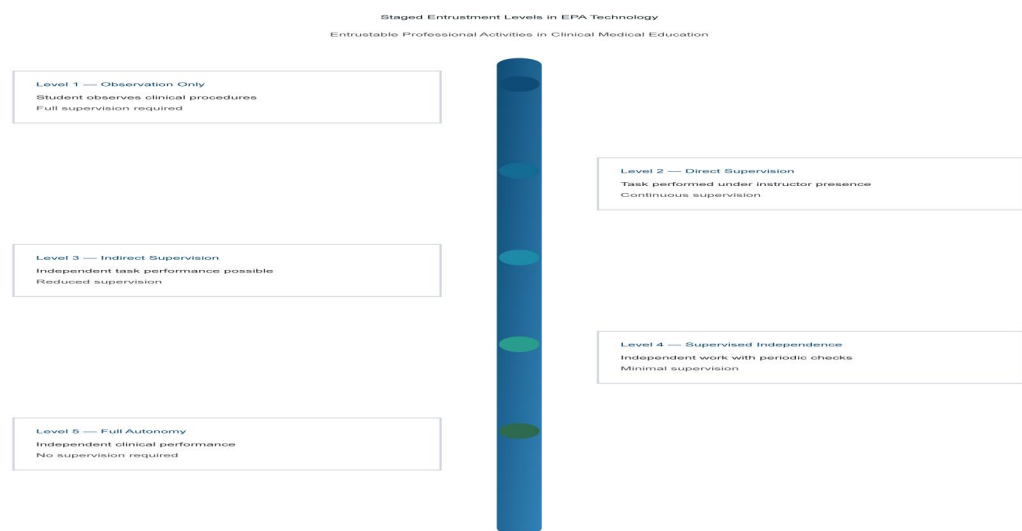 Staged Entrustment Levels in EPA Technology
Entrustable Professional Activities in Clinical Medical Education
Level 1 — Observation Only
Student observes clinical procedures
Full supervision required
Level 2 — Direct Supervision
Task performed under instructor presence
Continuous supervision
Level 3 — Indirect Supervision
Independent task performance possible
Reduced supervision
Level 4 — Supervised Independence
Independent work with periodic checks
Minimal supervision
Level 5 — Full Autonomy
Independent clinical performance
No supervision required